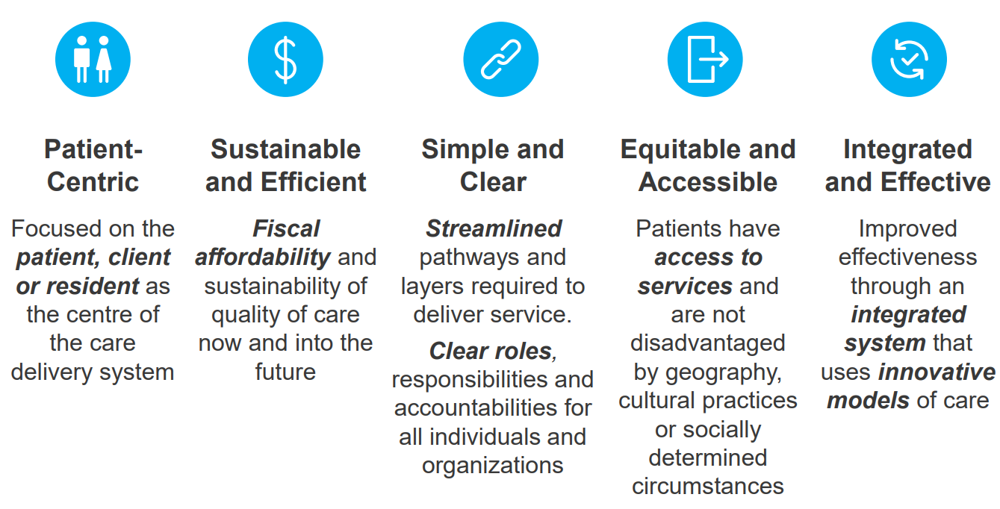 Patient-
Centric
Focused on the
patient, client
or resident as
the centre of
the care
delivery system
Sustainable
and Efficient
Fiscal
affordability and
sustainability of
quality of care
now and into the
future
Simple and
Clear
Streamlined
pathways and
layers required to
deliver service.
Clear roles,
responsibilities and
accountabilities for
all individuals and
organizations
Equitable and
Accessible
Patients have
access to
services and
are not
disadvantaged
by geography,
cultural practices
or socially
determined
circumstances
Integrated
and Effective
Improved
effectiveness
through an
integrated
system that
uses innovative
models of care